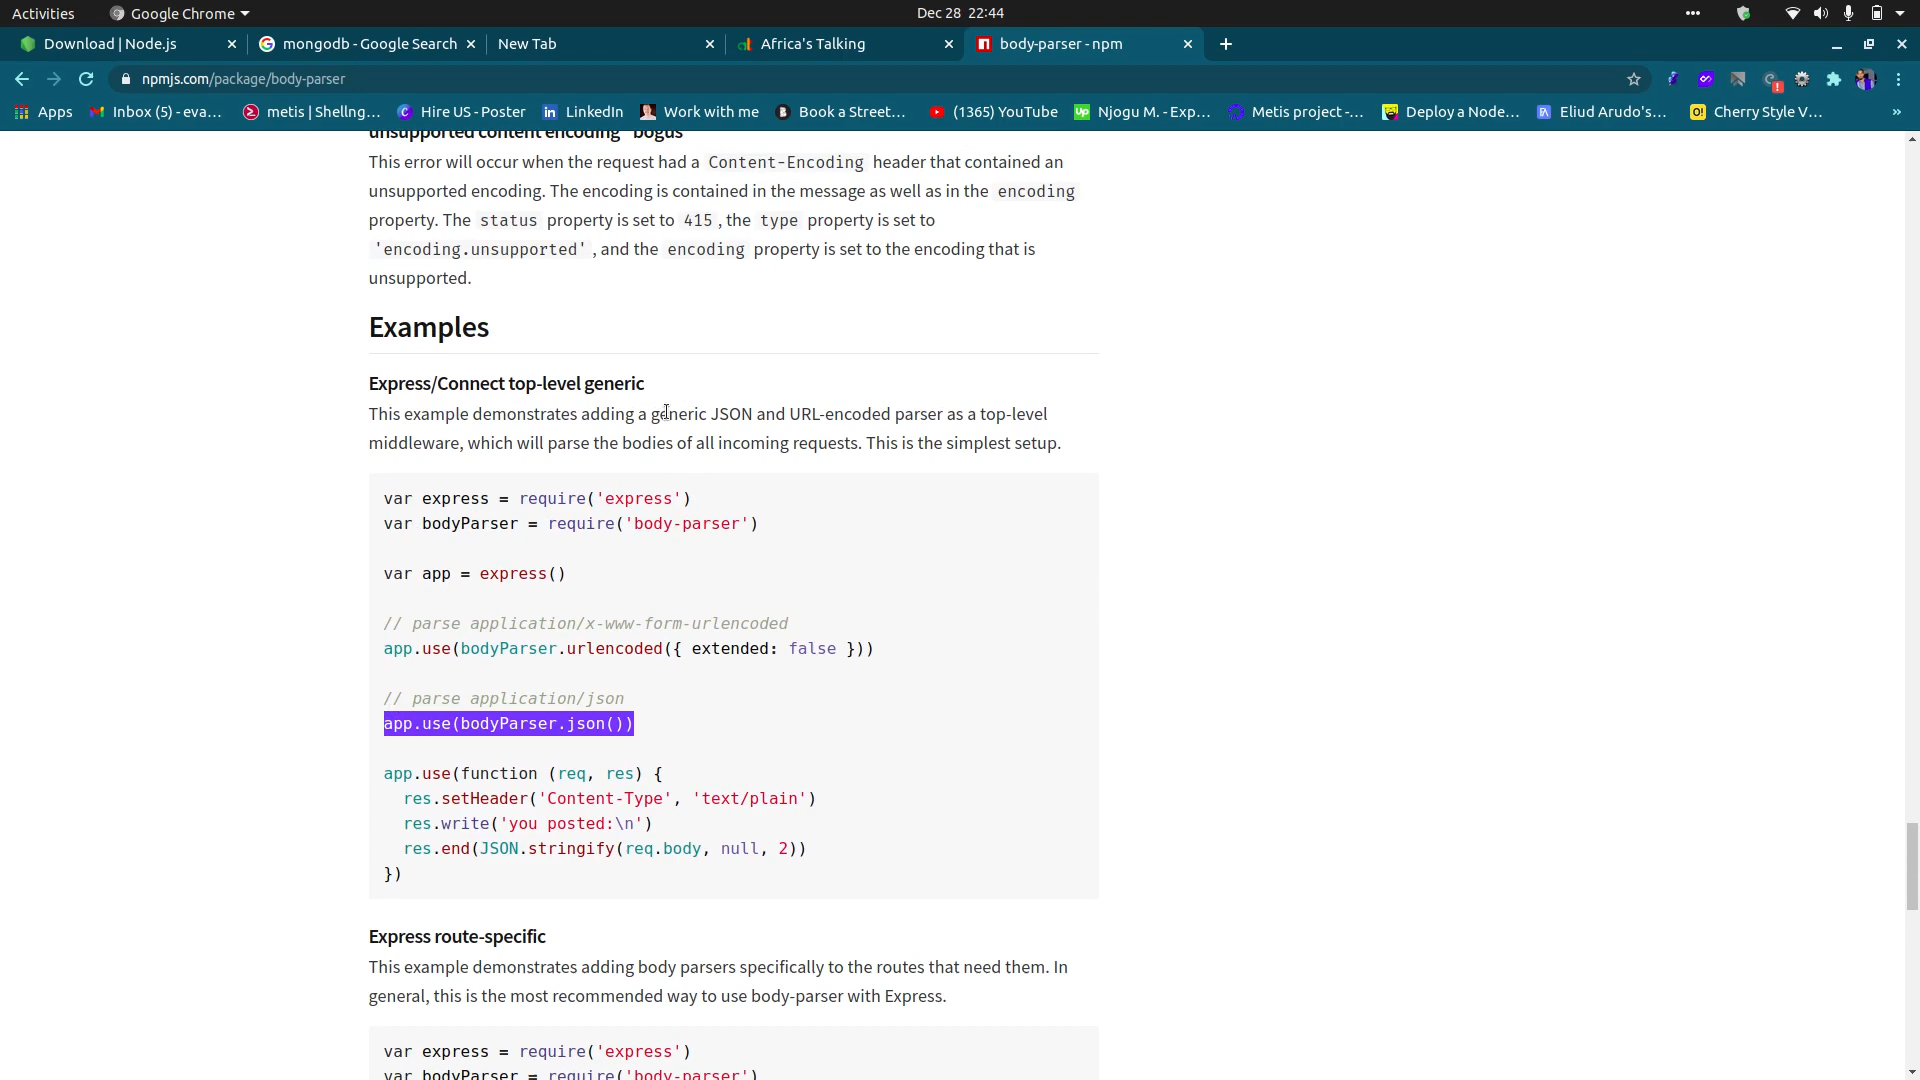 Activities
Google Chrome
Dec 28 22:44
Download | Node.js
mongodb - Google Search
New Tab
Africa's Talking
body-parser - npm
npmjs.com/package/body-parser
Apps
Inbox (5) - eva...
metis | Shellng...
Hire US - Poster
LinkedIn
Work with me
Book a Street...
(1365) YouTube
Njogu M. - Exp...
Metis project -...
Deploy a Node...
Eliud Arudo's...
Cherry Style V...
»
unsupported content encoding "bogus"
This error will occur when the request had a Content-Encoding header that contained an
unsupported encoding. The encoding is contained in the message as well as in the encoding
property. The status property is set to 415, the type property is set to
'encoding.unsupported', and the encoding property is set to the encoding that is
unsupported.
Examples
Express/Connect top-level generic
This example demonstrates adding a generic JSON and URL-encoded parser as a top-level
middleware, which will parse the bodies of all incoming requests. This is the simplest setup.
var express = require('express')
var bodyParser = require('body-parser')
var app = express()
// parse application/x-www-form-urlencoded
app.use(bodyParser.urlencoded({ extended: false }))
// parse application/json
app.use(bodyParser.json())
app.use(function (req, res) {
  res.setHeader('Content-Type', 'text/plain')
  res.write('you posted:\n')
  res.end(JSON.stringify(req.body, null, 2))
})
Express route-specific
This example demonstrates adding body parsers specifically to the routes that need them. In
general, this is the most recommended way to use body-parser with Express.
var express = require('express')
var bodyParser = require('body-parser')